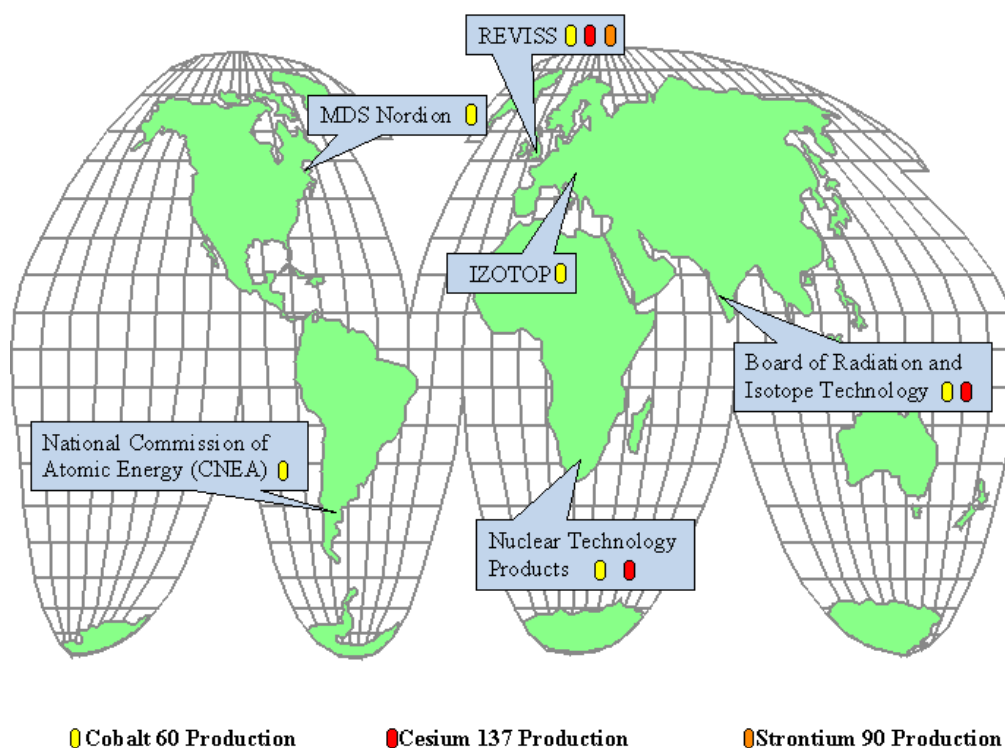 REVISS
MDS Nordion
IZOTOP
Board of Radiation and
Isotope Technology
National Commission of
Atomic Energy (CNEA)
Nuclear Technology
Products
Cobalt 60 Production
Cesium 137 Production
Strontium 90 Production